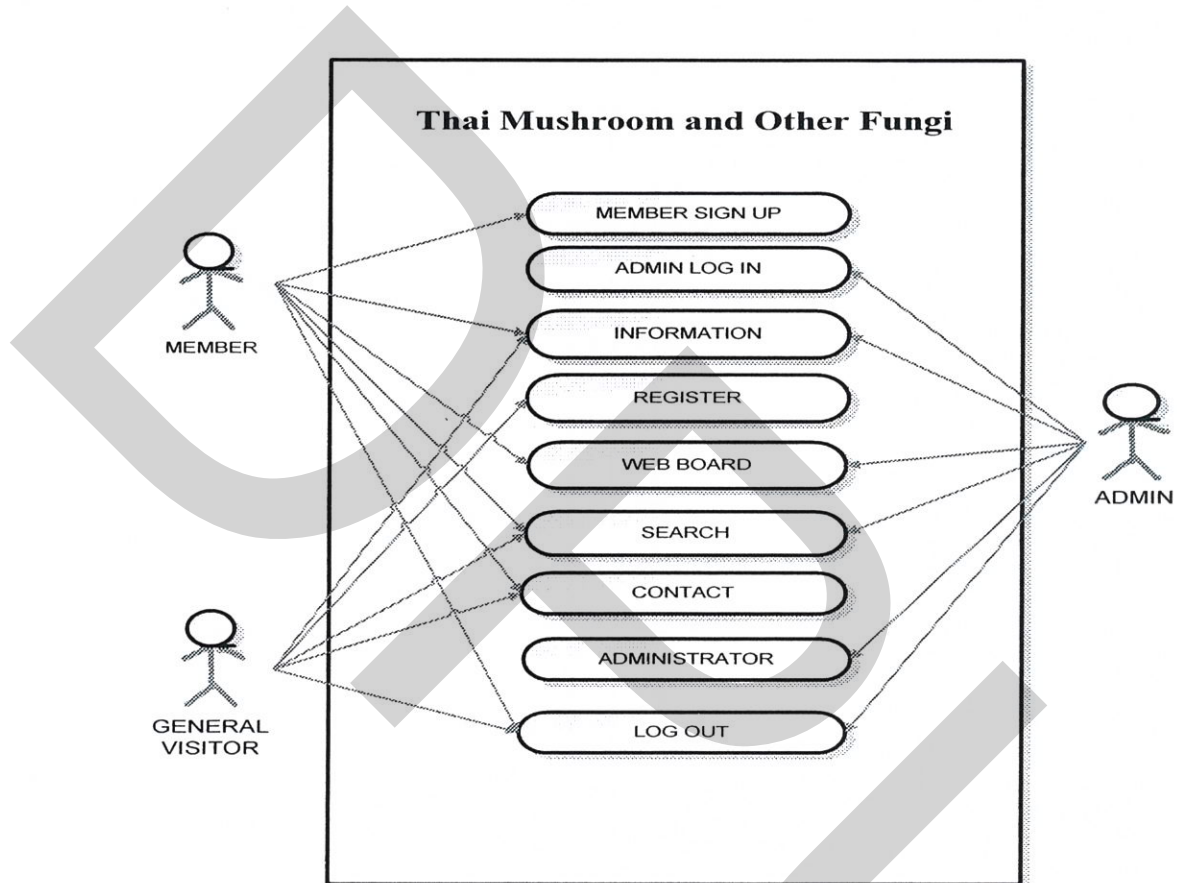 Thai Mushroom and Other Fungi
MEMBER SIGN UP
ADMIN LOG IN
INFORMATION
REGISTER
WEB BOARD
SEARCH
CONTACT
ADMINISTRATOR
LOG OUT
MEMBER
GENERAL
VISITOR
ADMIN